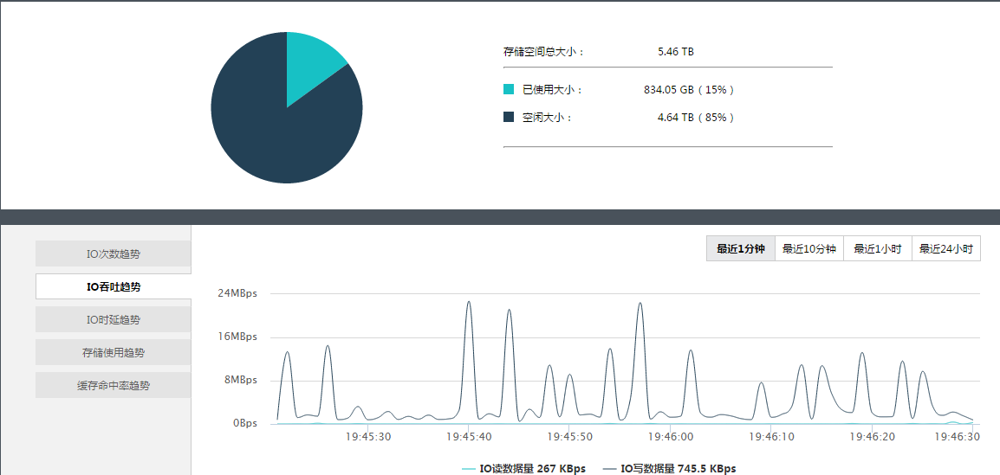 存储空间总大小： 5.46 TB
已使用大小： 834.05 GB（15%）
空闲大小： 4.64 TB（85%）
IO次数趋势
IO吞吐趋势
IO时延趋势
存储使用趋势
缓存命中率趋势
最近1分钟 最近10分钟 最近1小时 最近24小时
24MBps
16MBps
8MBps
0Bps
19:45:30 19:45:40 19:45:50 19:46:00 19:46:10 19:46:20 19:46:30
IO读数据量 267 KBps IO写数据量 745.5 KBps